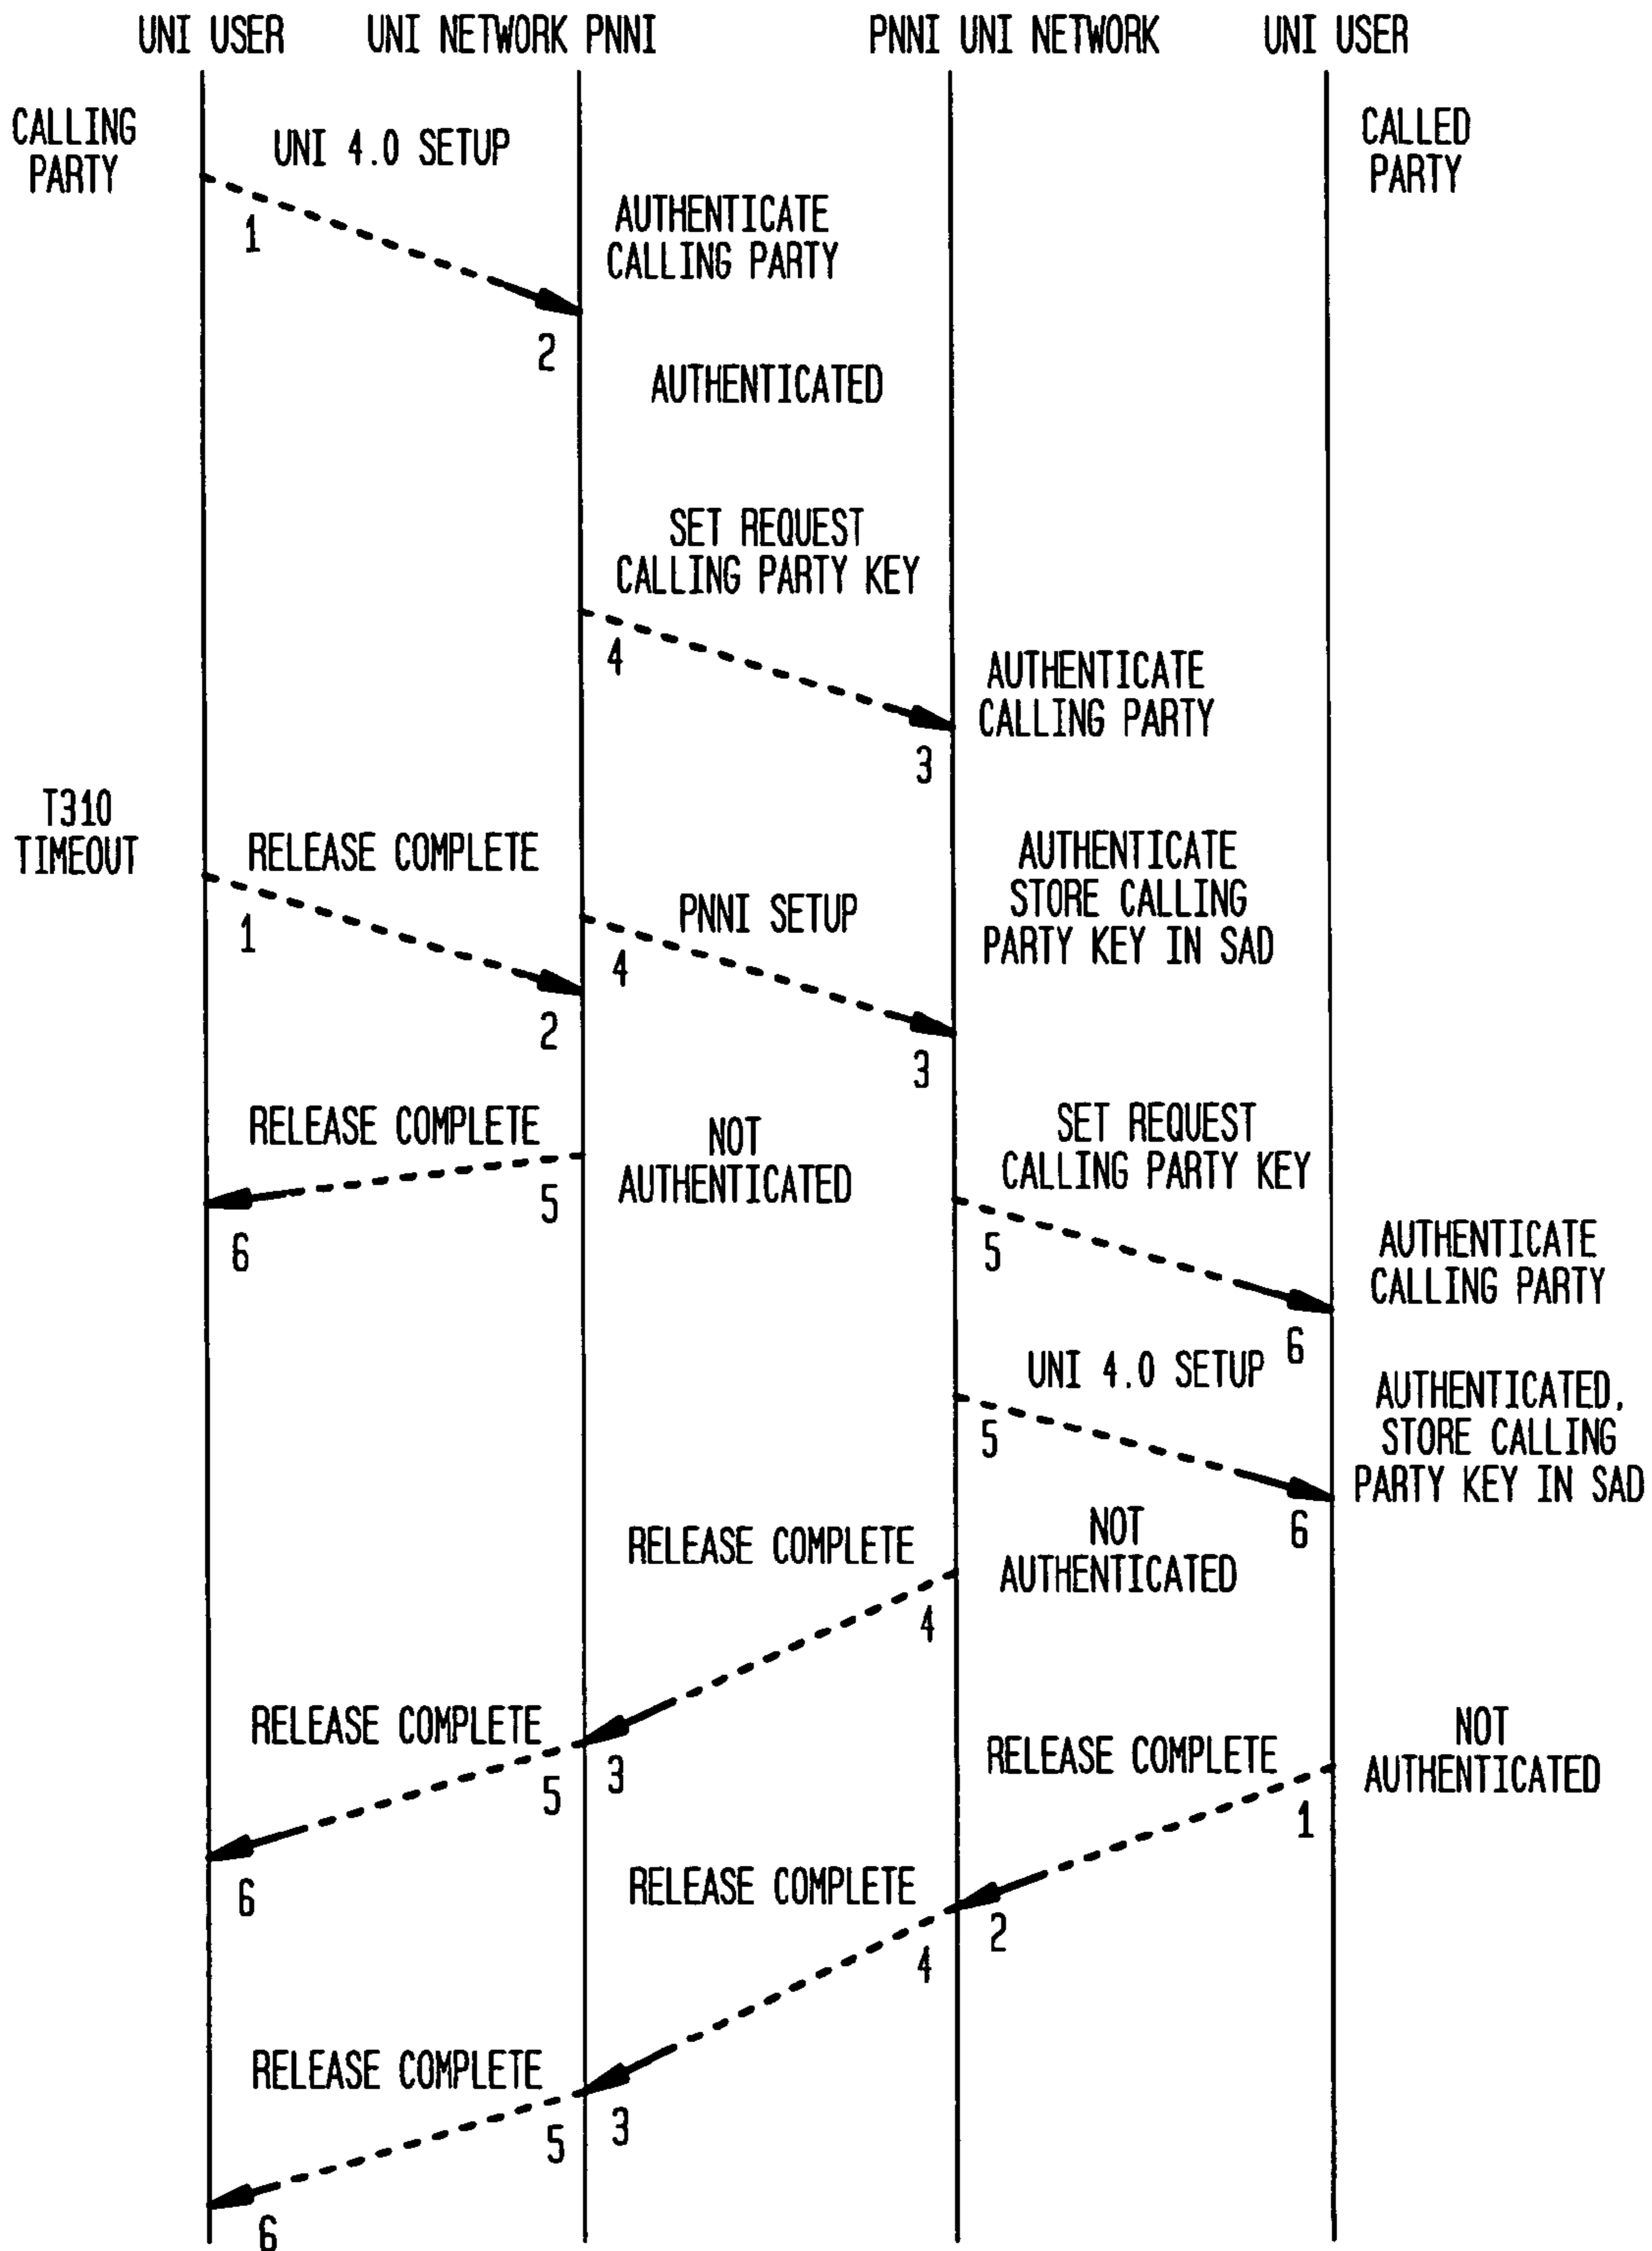 UNI USER
UNI NETWORK PNNI
PNNI UNI NETWORK
UNI USER
CALLING
PARTY
UNI 4.0 SETUP
CALLED
PARTY
1
AUTHENTICATE
CALLING PARTY
2
AUTHENTICATED
SET REQUEST
CALLING PARTY KEY
4
AUTHENTICATE
CALLING PARTY
3
T310
TIMEOUT
RELEASE COMPLETE
1
PNNI SETUP
4
AUTHENTICATE
STORE CALLING
PARTY KEY IN SAD
2
3
RELEASE COMPLETE
NOT
AUTHENTICATED
5
6
SET REQUEST
CALLING PARTY KEY
5
AUTHENTICATE
CALLING PARTY
6
UNI 4.0 SETUP
5
AUTHENTICATED,
STORE CALLING
PARTY KEY IN SAD
6
RELEASE COMPLETE
NOT
AUTHENTICATED
4
RELEASE COMPLETE
3
5
6
RELEASE COMPLETE
NOT
AUTHENTICATED
1
RELEASE COMPLETE
2
4
RELEASE COMPLETE
3
5
6